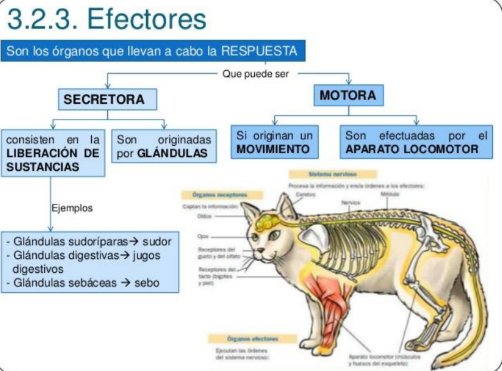 3.2.3. Efectores
Son los órganos que llevan a cabo la RESPUESTA
Que puede ser
SECRETORA
MOTORA
consisten en la
LIBERACIÓN DE
SUSTANCIAS
Son originadas
por GLÁNDULAS
Si originan un
MOVIMIENTO
Son efectuadas por el
APARATO LOCOMOTOR
Ejemplos
- Glándulas sudoríparas→ sudor
- Glándulas digestivas→ jugos
digestivos
- Glándulas sebáceas → sebo
Sistema nervioso
Procesa la información y envía órdenes a los efectores:
Cerebro
Médula
Nervios
Órganos receptores
Captan la información:
Oídos
Ojos
Receptores del
gusto y del olfato
Receptores del
tacto (bigotes
y piel)
Órganos efectores
Ejecutan las órdenes
del sistema nervioso:
Aparato locomotor (músculos
y huesos del esqueleto)